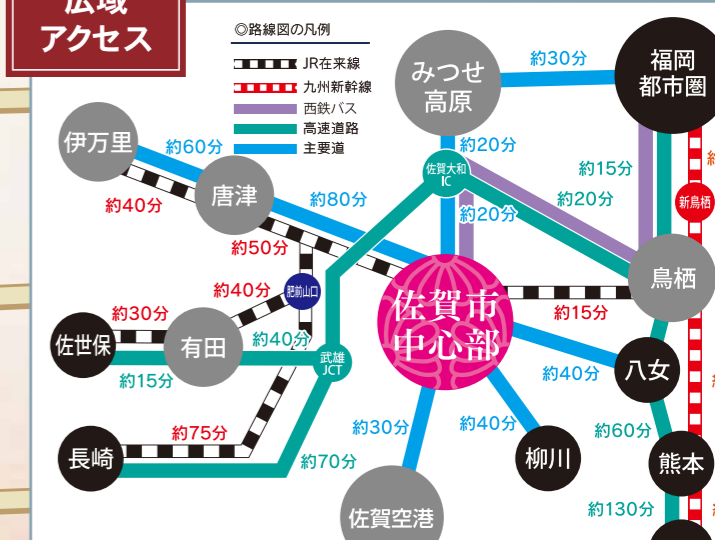 広域
アクセス
◎路線図の凡例
JR在来線
九州新幹線
西鉄バス
高速道路
主要道
みつせ
高原
約30分
福岡
都市圏
伊万里
約60分
約20分
佐賀大和
IC
約15分
約20分
唐津
約40分
約80分
約20分
新鳥栖
約50分
約40分
肥前山口
佐賀市
中心部
鳥栖
約15分
約30分
佐世保
有田
約40分
武雄
JCT
約15分
約40分
八女
約75分
長崎
約70分
約30分
約40分
柳川
約60分
熊本
佐賀空港
約130分